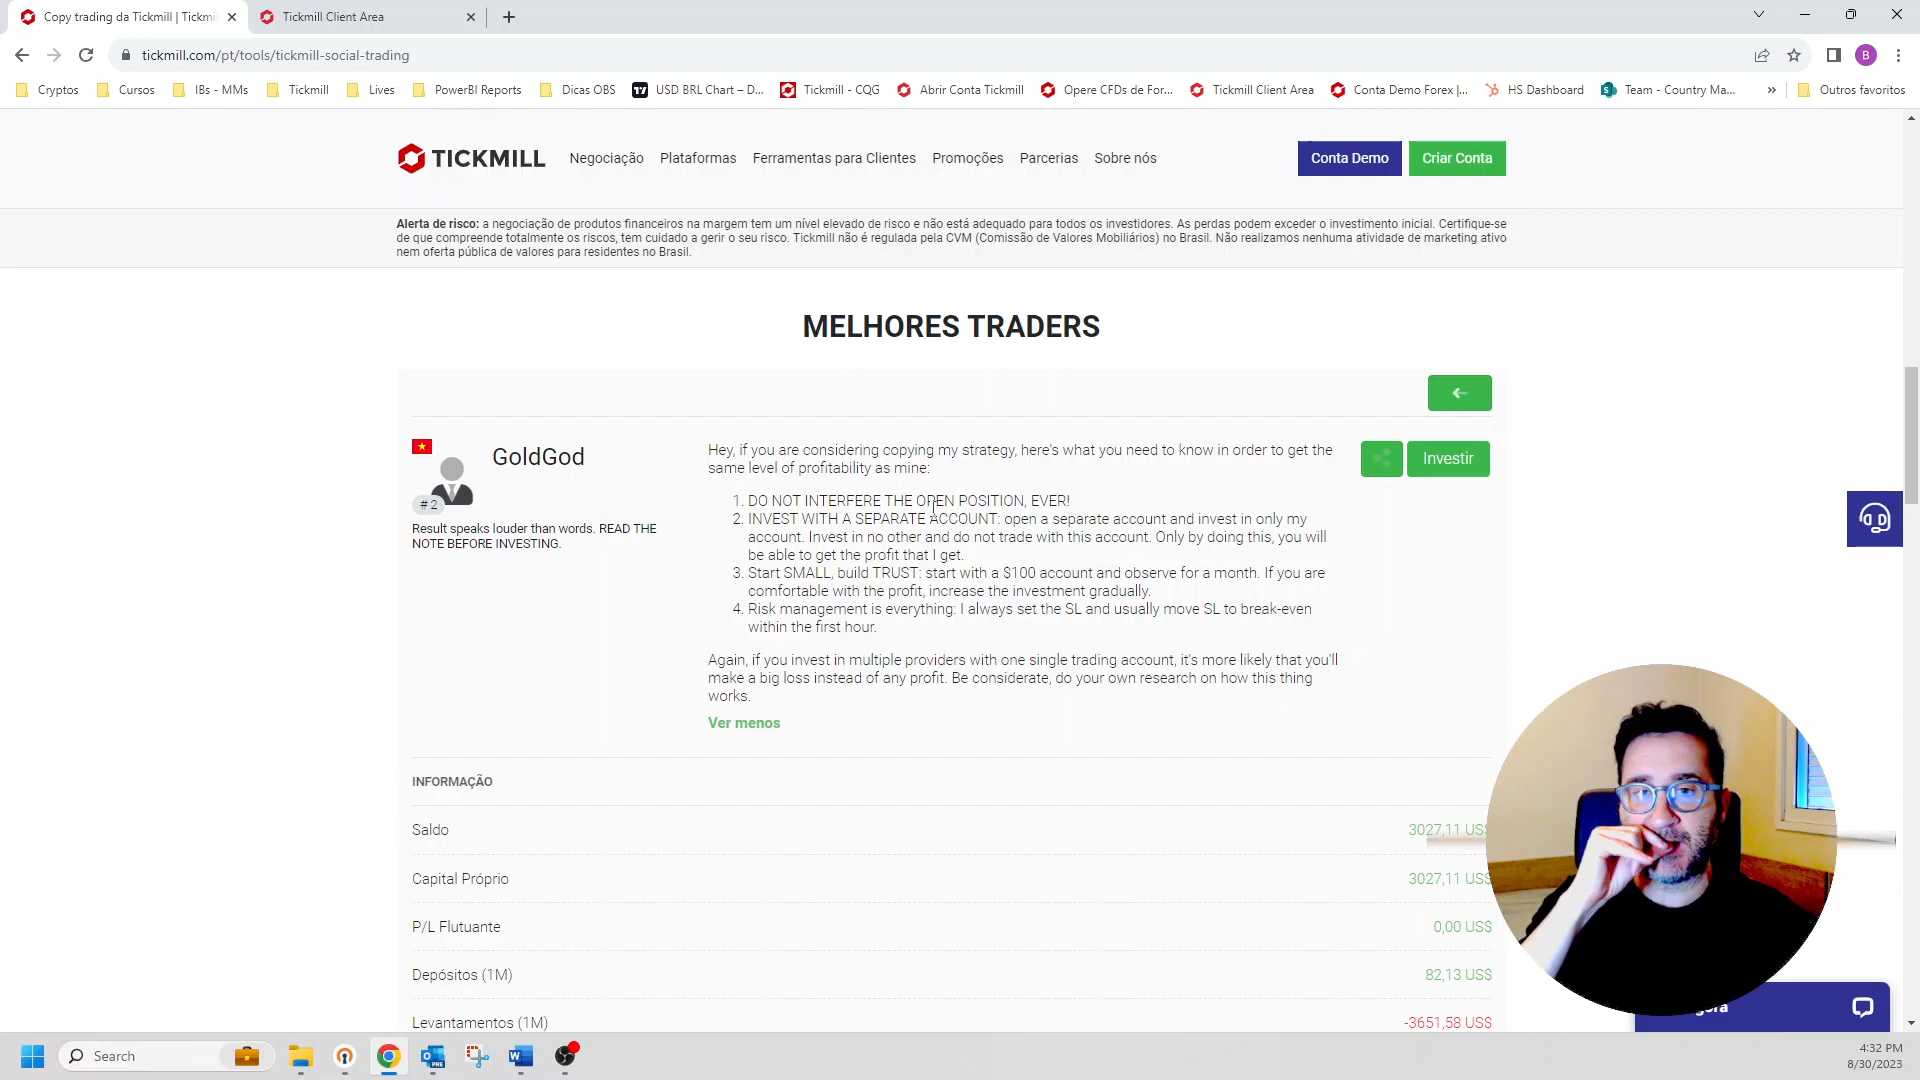 Copy trading da Tickmill | Tickmi
Tickmill Client Area
tickmill.com/pt/tools/tickmill-social-trading
B
Cryptos
Cursos
IBs - MMs
Tickmill
Lives
PowerBI Reports
Dicas OBS
USD BRL Chart – D...
Tickmill - CQG
Abrir Conta Tickmill
Opere CFDs de For...
Tickmill Client Area
Conta Demo Forex |...
HS Dashboard
Team - Country Ma...
»
Outros favoritos
TICKMILL
Negociação
Plataformas
Ferramentas para Clientes
Promoções
Parcerias
Sobre nós
Conta Demo
Criar Conta
Alerta de risco: a negociação de produtos financeiros na margem tem um nível elevado de risco e não está adequado para todos os investidores. As perdas podem exceder o investimento inicial. Certifique-se
de que compreende totalmente os riscos, tem cuidado a gerir o seu risco. Tickmill não é regulada pela CVM (Comissão de Valores Mobiliários) no Brasil. Não realizamos nenhuma atividade de marketing ativo
nem oferta pública de valores para residentes no Brasil.
MELHORES TRADERS
GoldGod
# 2
Result speaks louder than words. READ THE
NOTE BEFORE INVESTING.
Hey, if you are considering copying my strategy, here's what you need to know in order to get the
same level of profitability as mine:
1. DO NOT INTERFERE THE OPEN POSITION, EVER!
2. INVEST WITH A SEPARATE ACCOUNT: open a separate account and invest in only my
account. Invest in no other and do not trade with this account. Only by doing this, you will
be able to get the profit that I get.
3. Start SMALL, build TRUST: start with a $100 account and observe for a month. If you are
comfortable with the profit, increase the investment gradually.
4. Risk management is everything: I always set the SL and usually move SL to break-even
within the first hour.
Again, if you invest in multiple providers with one single trading account, it's more likely that you'll
make a big loss instead of any profit. Be considerate, do your own research on how this thing
works.
Ver menos
Investir
INFORMAÇÃO
Saldo
3027,11 US$
Capital Próprio
3027,11 US$
P/L Flutuante
0,00 US$
Depósitos (1M)
82,13 US$
Levantamentos (1M)
-3651,58 US$
Search
4:32 PM
8/30/2023